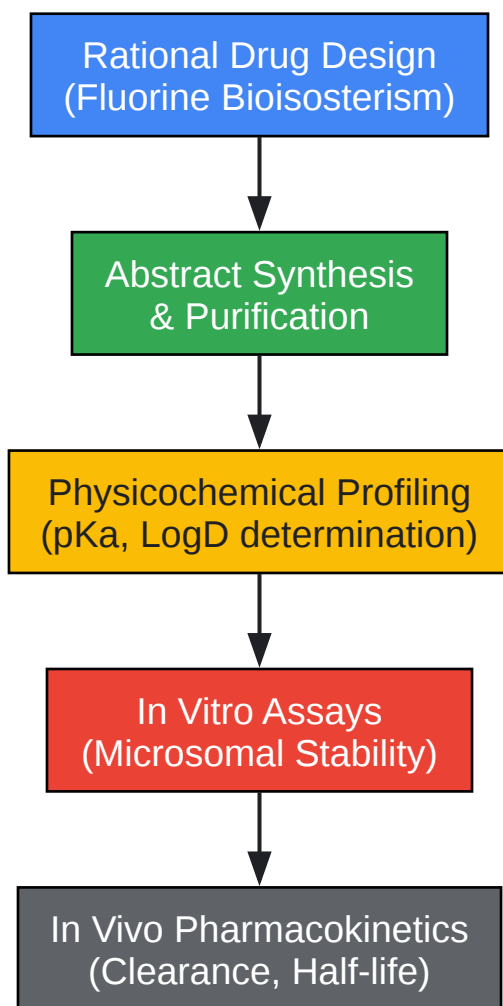 Rational Drug Design
(Fluorine Bioisosterism)
Abstract Synthesis
& Purification
Physicochemical Profiling
(pKa, LogD determination)
In Vitro Assays
(Microsomal Stability)
In Vivo Pharmacokinetics
(Clearance, Half-life)